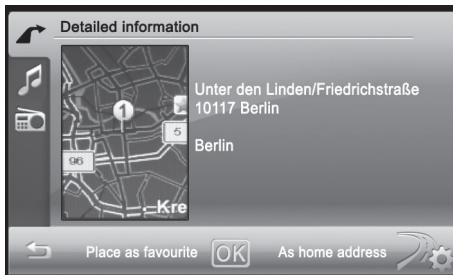 Detailed information
Unter den Linden/Friedrichstraße
10117 Berlin
Berlin
1
5
96
Kre
Place as favourite OK As home address